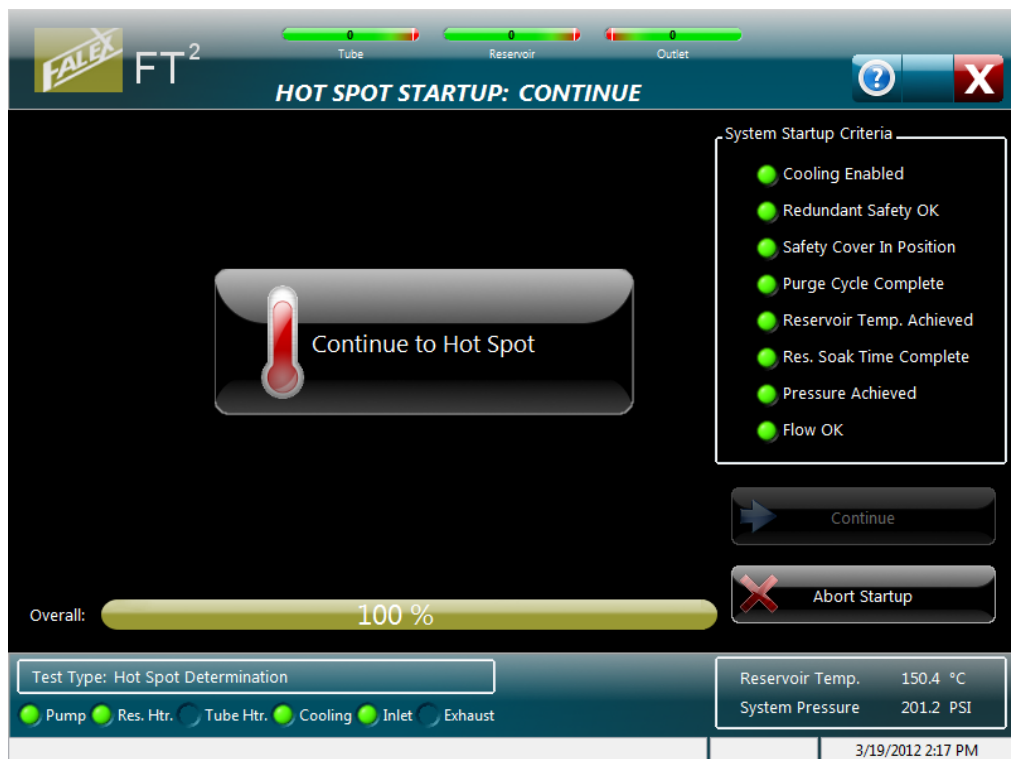 FALEX FT²
0 0 0
Tube Reservoir Outlet
HOT SPOT STARTUP: CONTINUE
? X
System Startup Criteria
Cooling Enabled
Redundant Safety OK
Safety Cover In Position
Purge Cycle Complete
Reservoir Temp. Achieved
Res. Soak Time Complete
Pressure Achieved
Flow OK
Continue to Hot Spot
Continue
Abort Startup
Overall: 100 %
Test Type: Hot Spot Determination
Pump Res. Htr. Tube Htr. Cooling Inlet Exhaust
Reservoir Temp. 150.4 °C
System Pressure 201.2 PSI
3/19/2012 2:17 PM